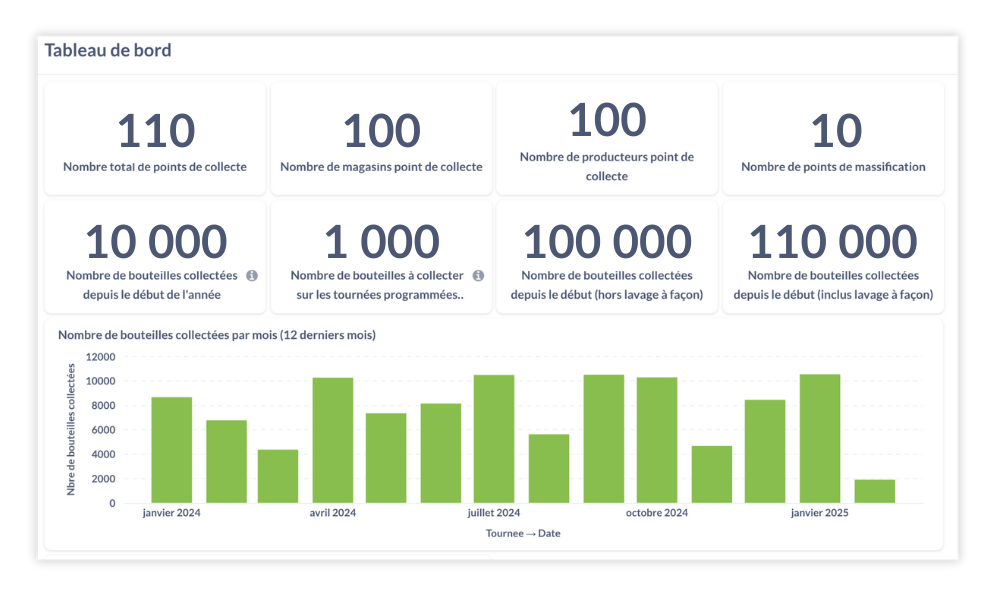 Tableau de bord
110
Nombre total de points de collecte
100
Nombre de magasins point de collecte
100
Nombre de producteurs point de
collecte
10
Nombre de points de massification
10 000
Nombre de bouteilles collectées
depuis le début de l'année
1 000
Nombre de bouteilles à collecter
sur les tournées programmées..
100 000
Nombre de bouteilles collectées
depuis le début (hors lavage à façon)
110 000
Nombre de bouteilles collectées
depuis le début (inclus lavage à façon)
Nombre de bouteilles collectées par mois (12 derniers mois)
Nbre de bouteilles collectées
12000
10000
8000
6000
4000
2000
0
janvier 2024
avril 2024
juillet 2024
octobre 2024
janvier 2025
Tournee → Date